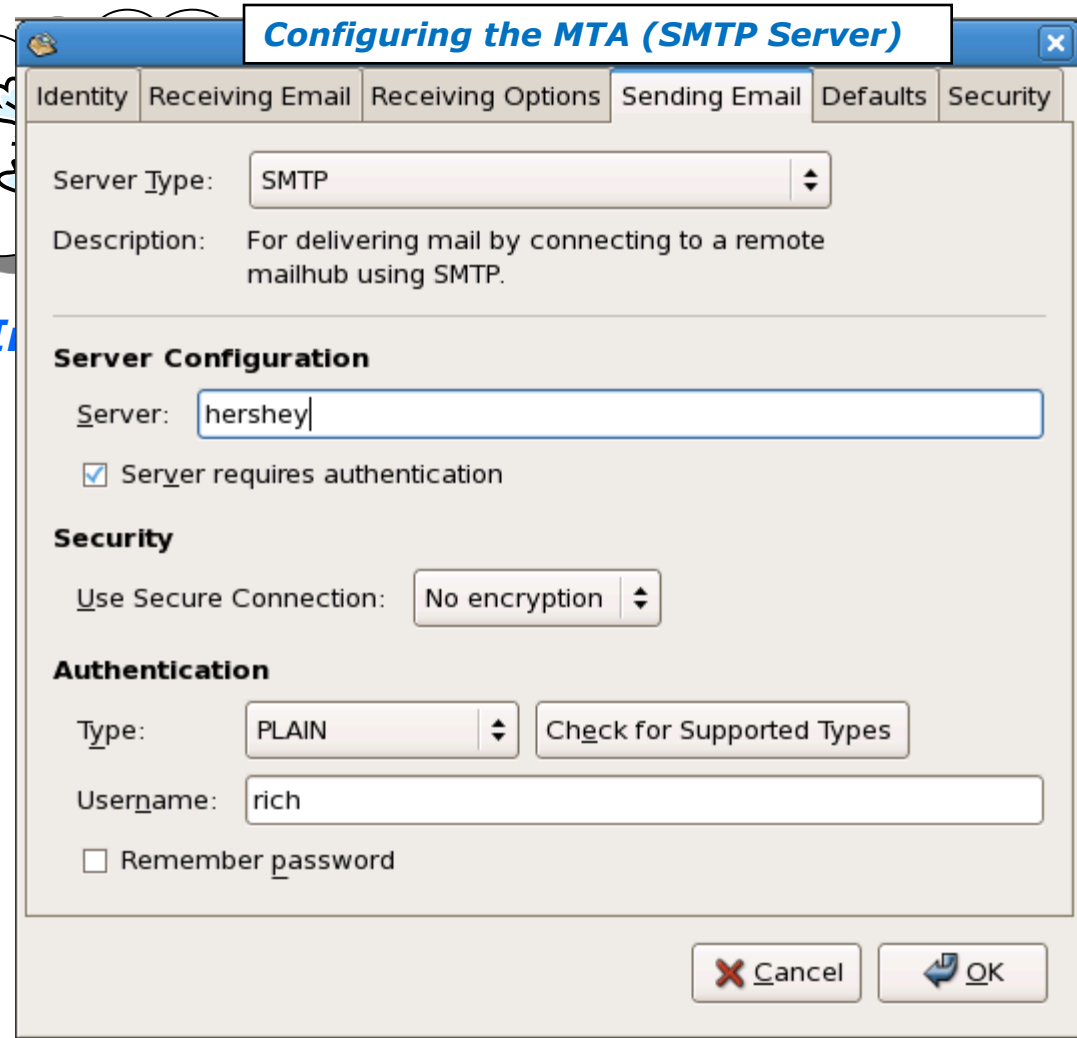 Configuring the MTA (SMTP Server)
Identity Receiving Email Receiving Options Sending Email Defaults Security
Server Type: SMTP
Description: For delivering mail by connecting to a remote
mailhub using SMTP.
Server Configuration
Server: hershey
Server requires authentication
Security
Use Secure Connection: No encryption
Authentication
Type: PLAIN Check for Supported Types
Username: rich
Remember password
Cancel OK